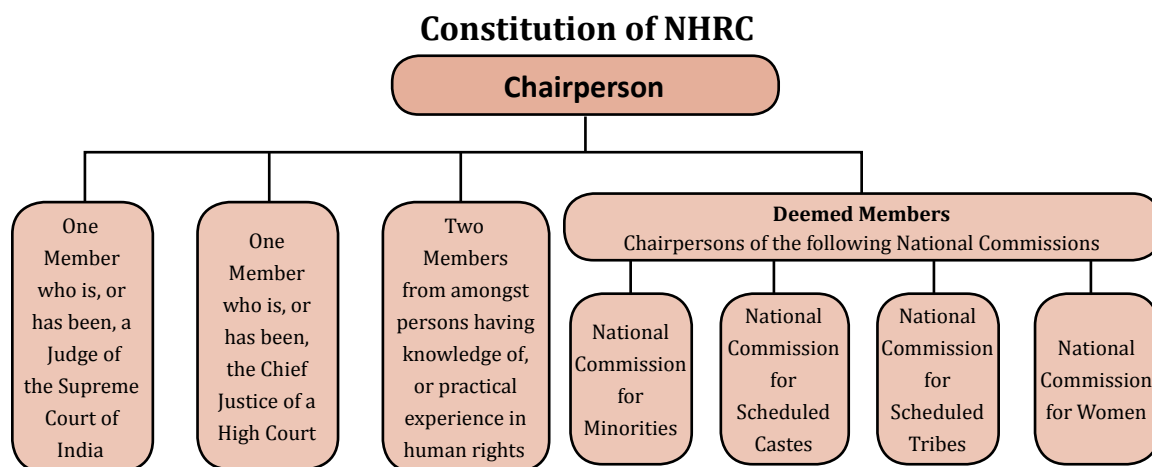 Constitution of NHRC
Chairperson
One
Member
who is, or
has been, a
Judge of
the Supreme
Court of
India
One
Member
who is, or
has been,
the Chief
Justice of a
High Court
Two
Members
from amongst
persons having
knowledge of,
or practical
experience in
human rights
Deemed Members
Chairpersons of the following National Commissions
National
Commission
for
Minorities
National
Commission
for
Scheduled
Castes
National
Commission
for
Scheduled
Tribes
National
Commission
for Women